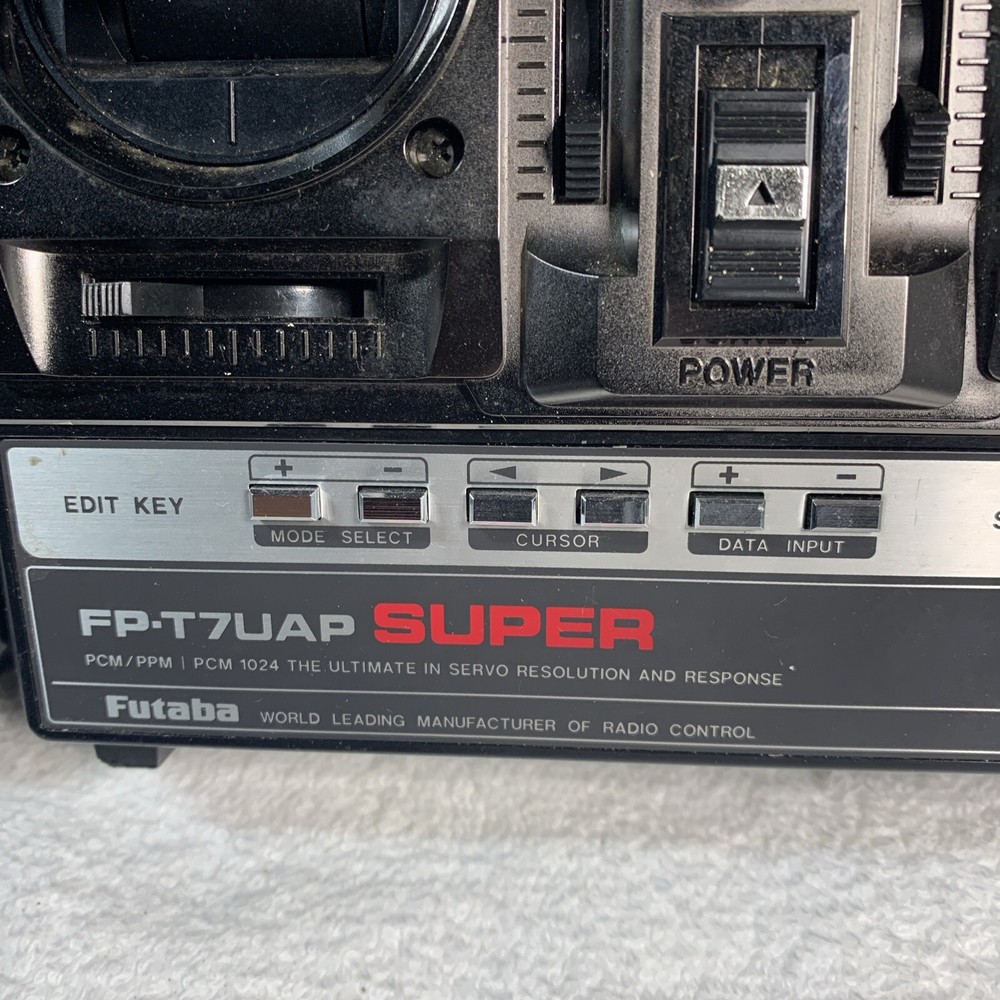 POWER
+ - ◄ ► + -
EDIT KEY
MODE SELECT CURSOR DATA INPUT
FP-T7UAP SUPER
PCM/PPM | PCM 1024 THE ULTIMATE IN SERVO RESOLUTION AND RESPONSE
Futaba WORLD LEADING MANUFACTURER OF RADIO CONTROL